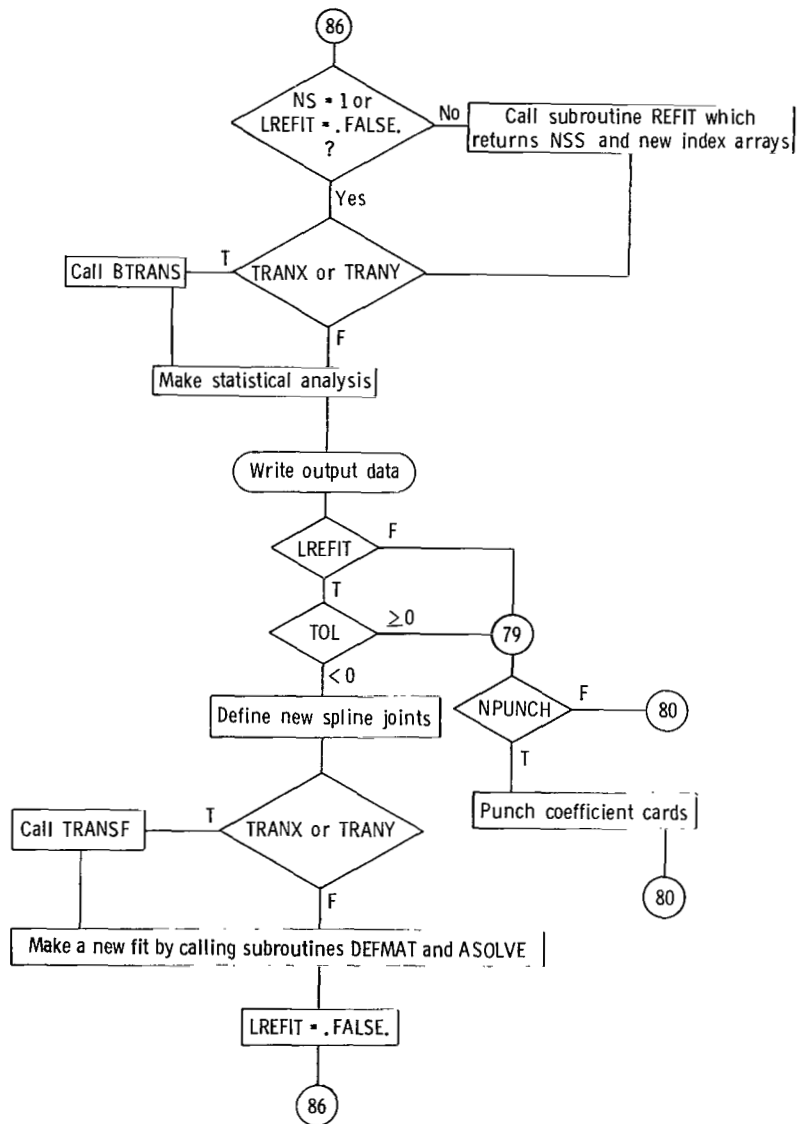 86
NS = 1 or
LREFIT = .FALSE.
?
No
Call subroutine REFIT which
returns NSS and new index arrays
Yes
TRANX or TRANY
T
Call BTRANS
F
Make statistical analysis
Write output data
LREFIT
F
T
TOL
≥0
79
<0
Define new spline joints
NPUNCH
F
80
T
Punch coefficient cards
80
TRANX or TRANY
T
Call TRANSF
F
Make a new fit by calling subroutines DEFMAT and ASOLVE
LREFIT = .FALSE.
86